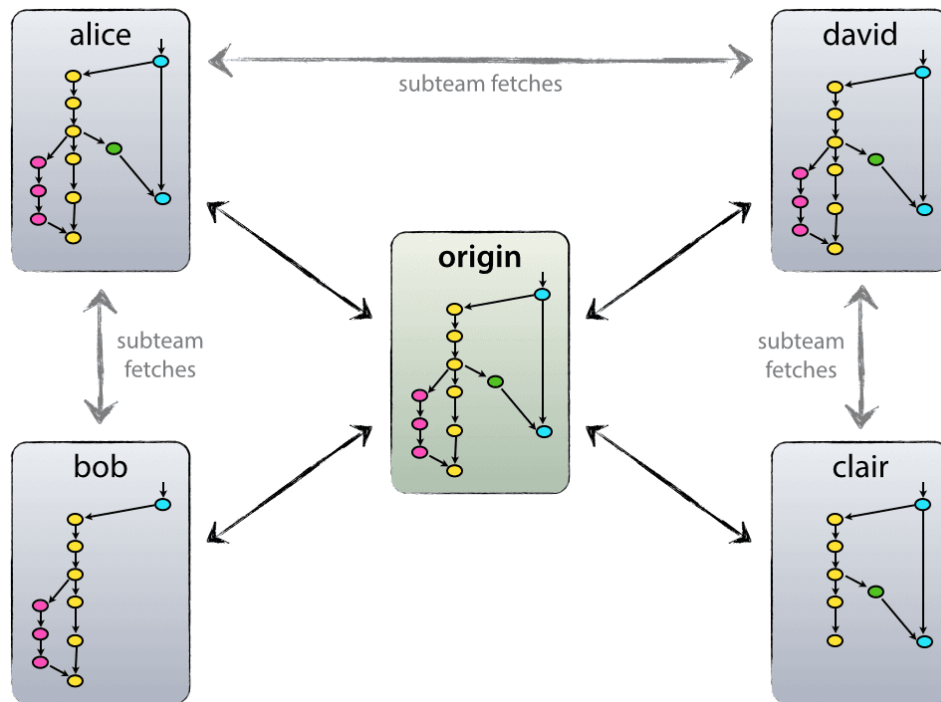 alice
david
subteam fetches
origin
subteam
fetches
subteam
fetches
bob
clair